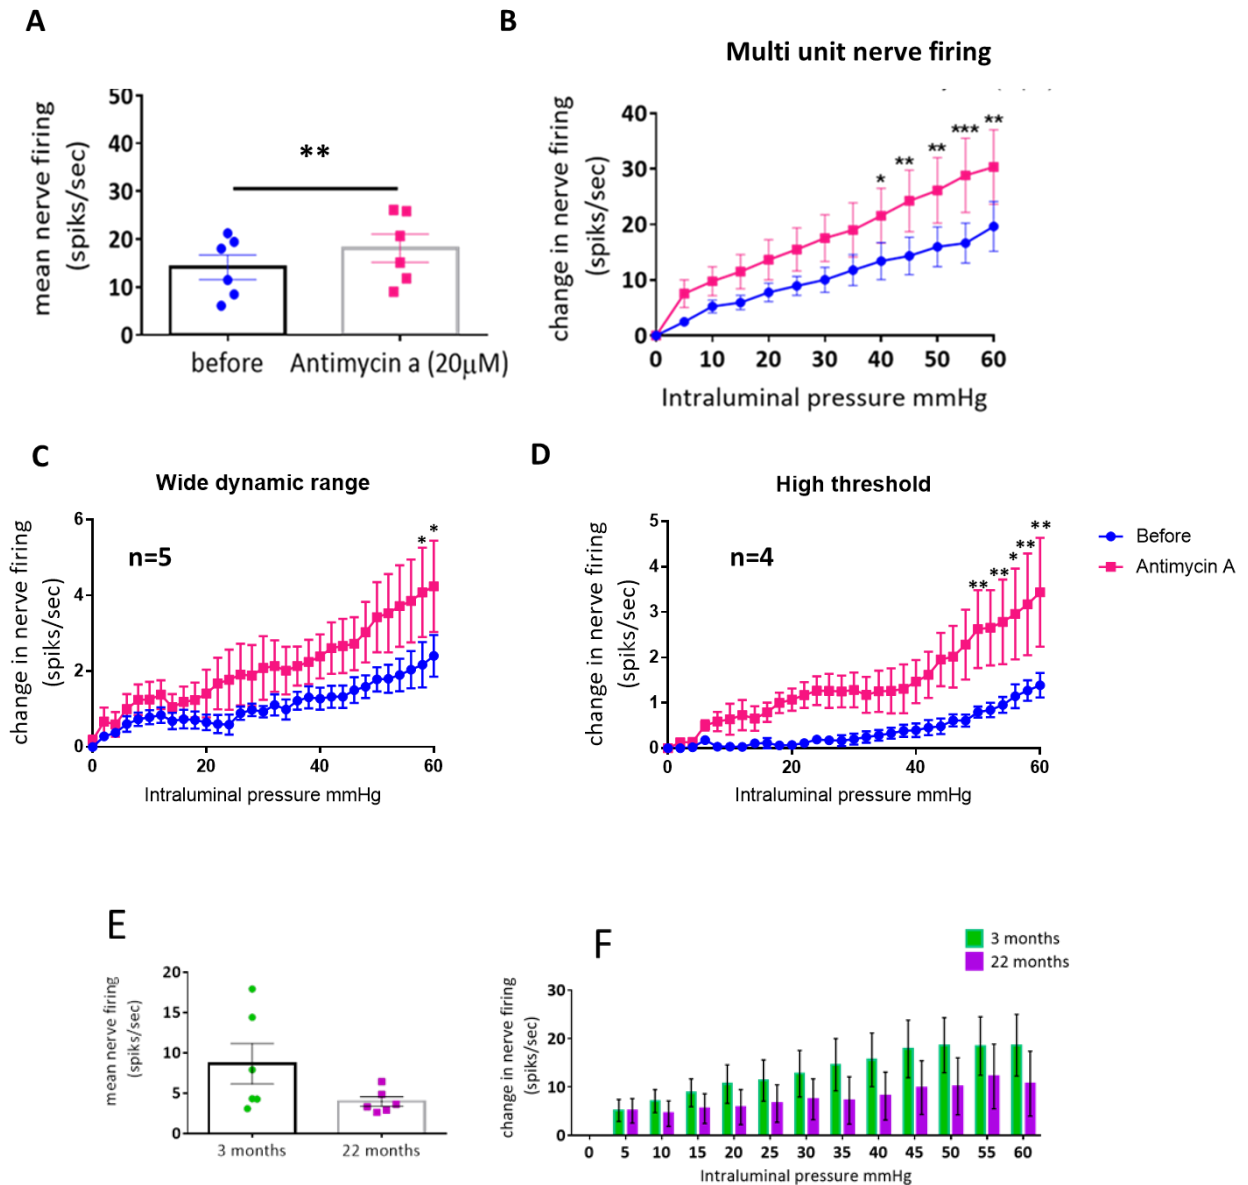 A
mean nerve firing
(spiks/sec)
50
40
30
20
10
0
**
before
Antimycin a (20µM)
B
Multi unit nerve firing
change in nerve firing
(spiks/sec)
40
30
20
10
0
* ** ** *** **
0 10 20 30 40 50 60
Intraluminal pressure mmHg
C
Wide dynamic range
change in nerve firing
(spiks/sec)
6
4
2
0
n=5
* *
0 20 40 60
Intraluminal pressure mmHg
D
High threshold
change in nerve firing
(spiks/sec)
5
4
3
2
1
0
n=4
** ** * ** **
0 20 40 60
Intraluminal pressure mmHg
Before
Antimycin A
E
mean nerve firing
(spiks/sec)
20
15
10
5
0
3 months
22 months
F
3 months
22 months
change in nerve firing
(spiks/sec)
30
20
10
0
0 5 10 15 20 25 30 35 40 45 50 55 60
Intraluminal pressure mmHg